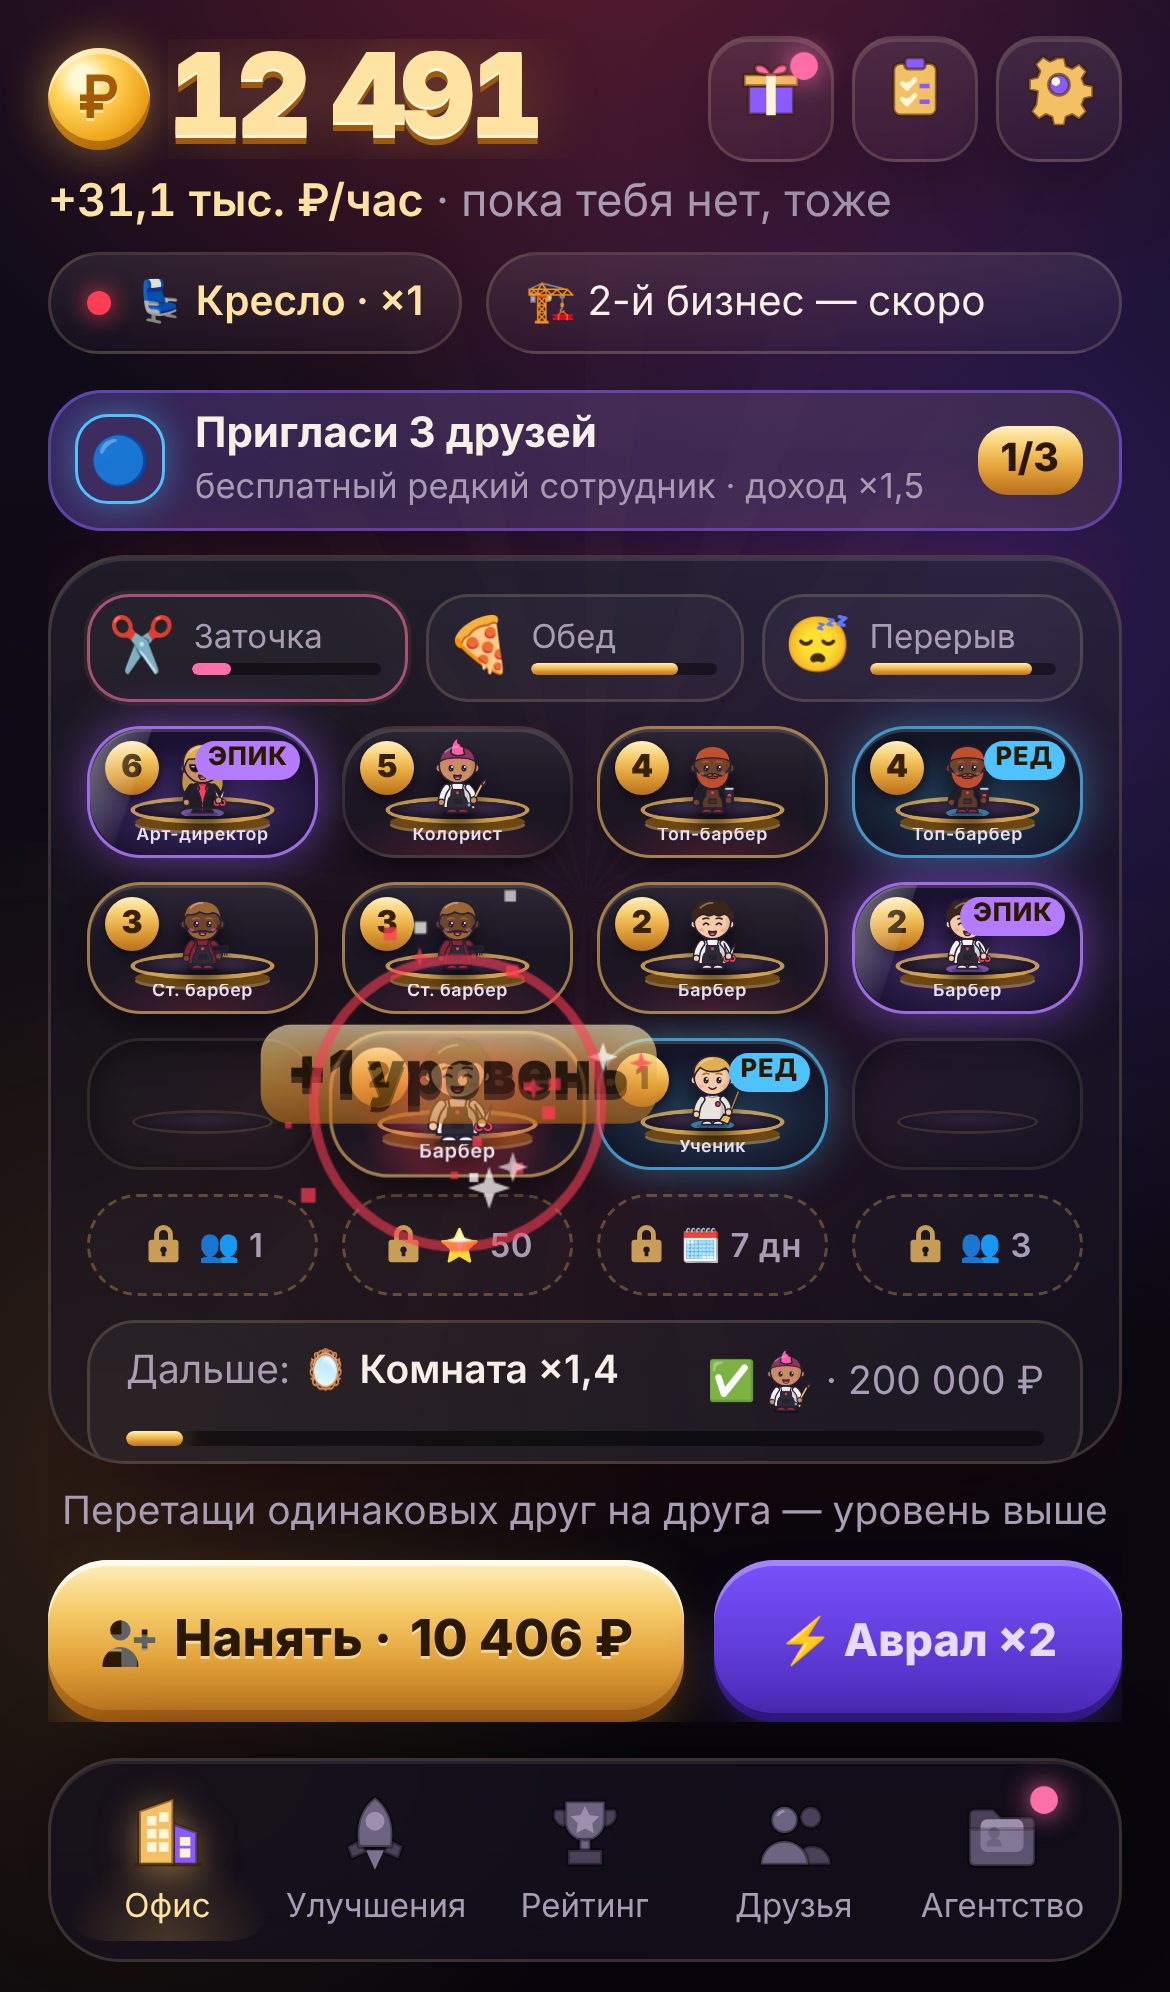 ₽ 12 491
+31,1 тыс. ₽/час · пока тебя нет, тоже
Кресло · ×1
2-й бизнес — скоро
Пригласи 3 друзей
бесплатный редкий сотрудник · доход ×1,5
1/3
Заточка
Обед
Перерыв
6 ЭПИК
Арт-директор
5
Колорист
4
Топ-барбер
4 РЕД
Топ-барбер
3
Ст. барбер
3
Ст. барбер
2
Барбер
2 ЭПИК
Барбер
+1 уровень
2
Барбер
1 РЕД
Ученик
1
50
7 дн
3
Дальше: Комната ×1,4
· 200 000 ₽
Перетащи одинаковых друг на друга — уровень выше
Нанять · 10 406 ₽
Аврал ×2
Офис
Улучшения
Рейтинг
Друзья
Агентство